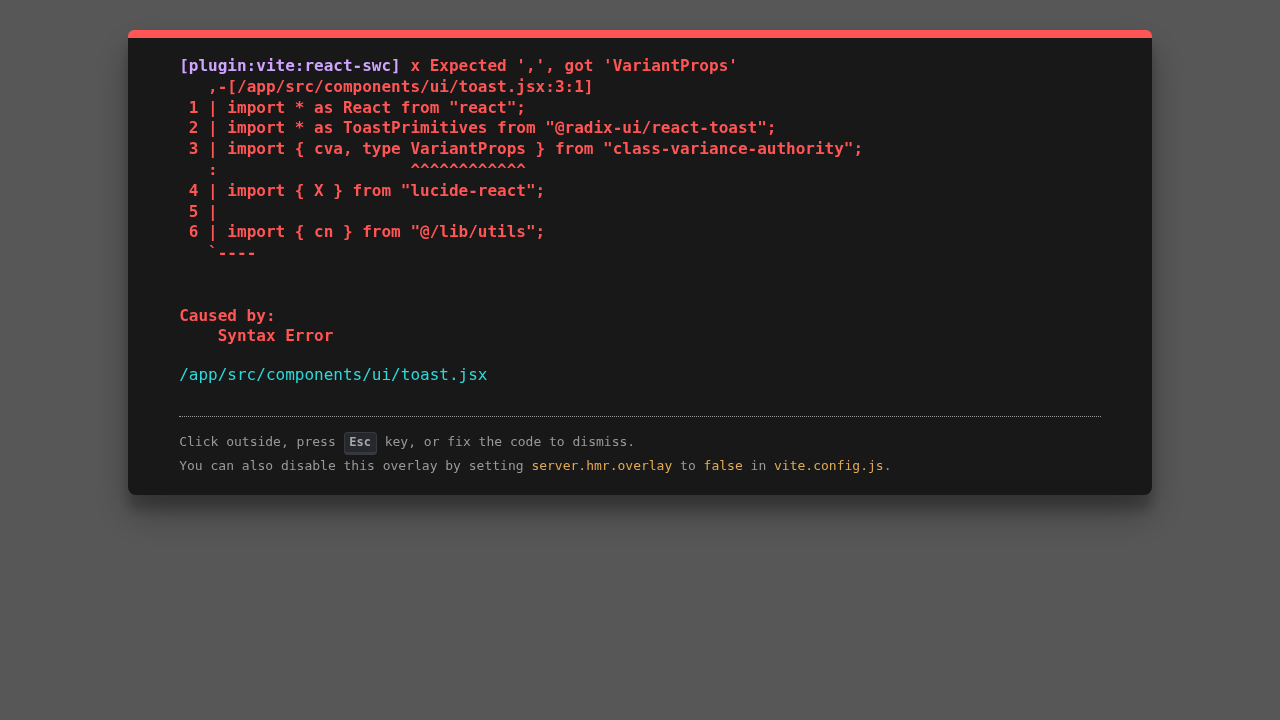 [plugin:vite:react-swc] x Expected ',', got 'VariantProps'
   ,-[/app/src/components/ui/toast.jsx:3:1]
 1 | import * as React from "react";
 2 | import * as ToastPrimitives from "@radix-ui/react-toast";
 3 | import { cva, type VariantProps } from "class-variance-authority";
   :                    ^^^^^^^^^^^^
 4 | import { X } from "lucide-react";
 5 |
 6 | import { cn } from "@/lib/utils";
   `----
Caused by:
    Syntax Error
/app/src/components/ui/toast.jsx
Click outside, press Esc key, or fix the code to dismiss.
You can also disable this overlay by setting server.hmr.overlay to false in vite.config.js.